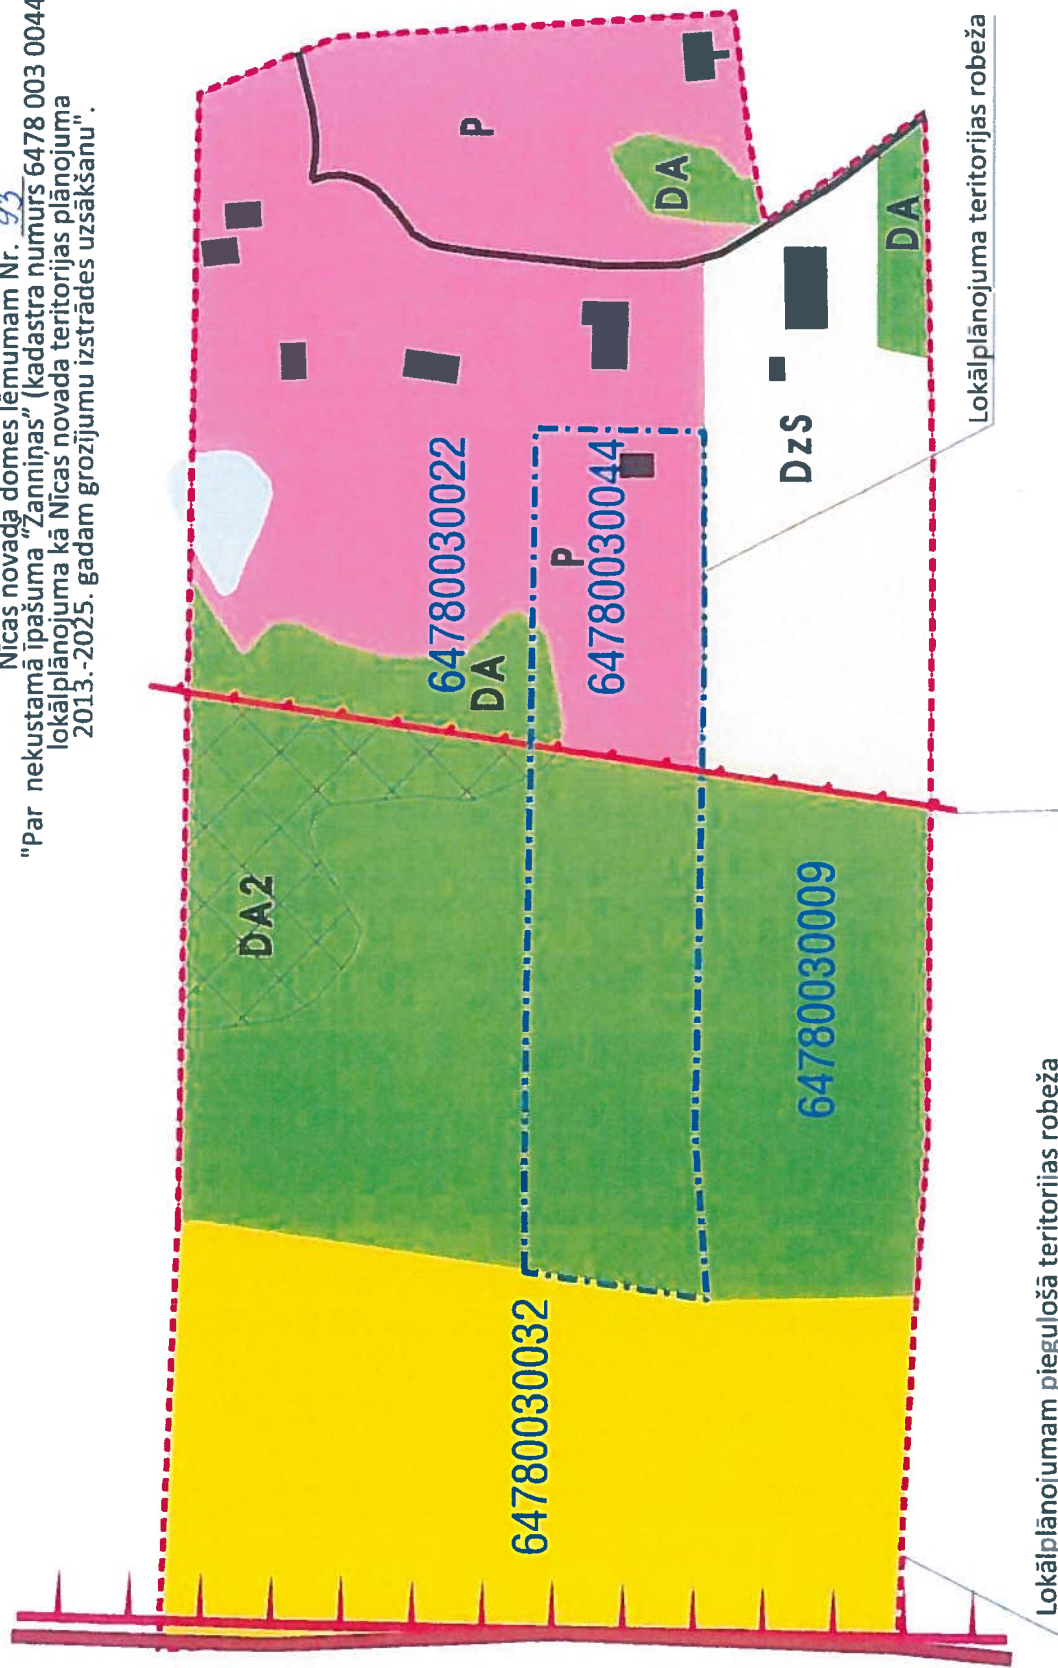 Nīcas novada domes lēmumam Nr. 93
"Par nekustamā īpašuma "Zanniņas" (kadastra numurs 6478 003 0044
lokālplānojuma kā Nīcas novada teritorijas plānojuma
2013.-2025. gadam grozījumu izstrādes uzsākšanu".
P
DA
DA
Lokālplānojuma teritorijas robeža
64780030022
P
64780030044
DzS
DA
DA2
64780030009
64780030032
Lokālplānojumam piegulošā teritorijas robeža